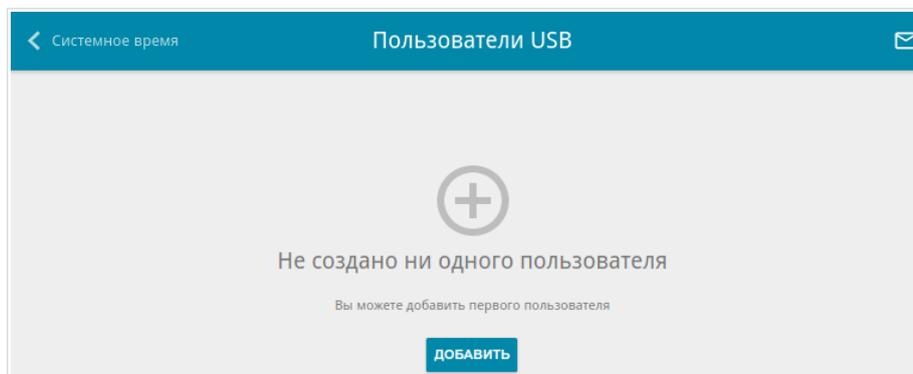 Системное время
Пользователи USB
Не создано ни одного пользователя
Вы можете добавить первого пользователя
ДОБАВИТЬ